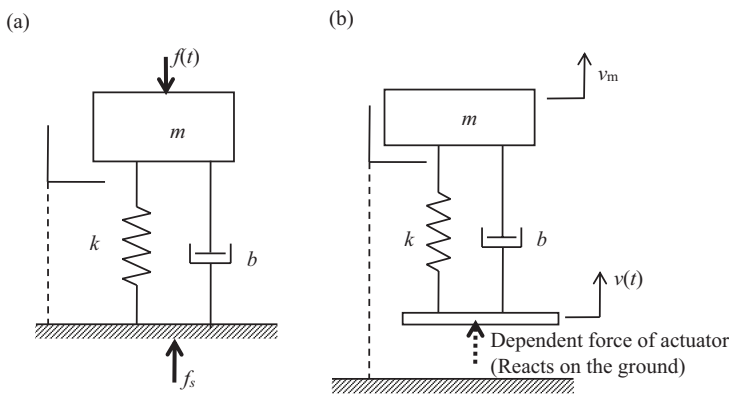 (a)
f(t)
m
k
b
f_s
(b)
v_m
m
k
b
v(t)
Dependent force of actuator
(Reacts on the ground)